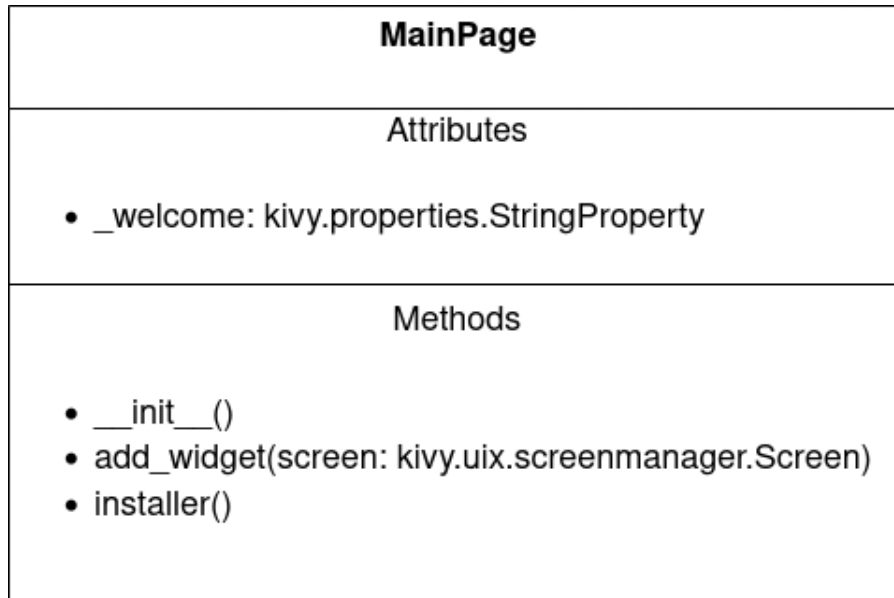 MainPage
Attributes
• _welcome: kivy.properties.StringProperty
Methods
• __init__()
• add_widget(screen: kivy.uix.screenmanager.Screen)
• installer()